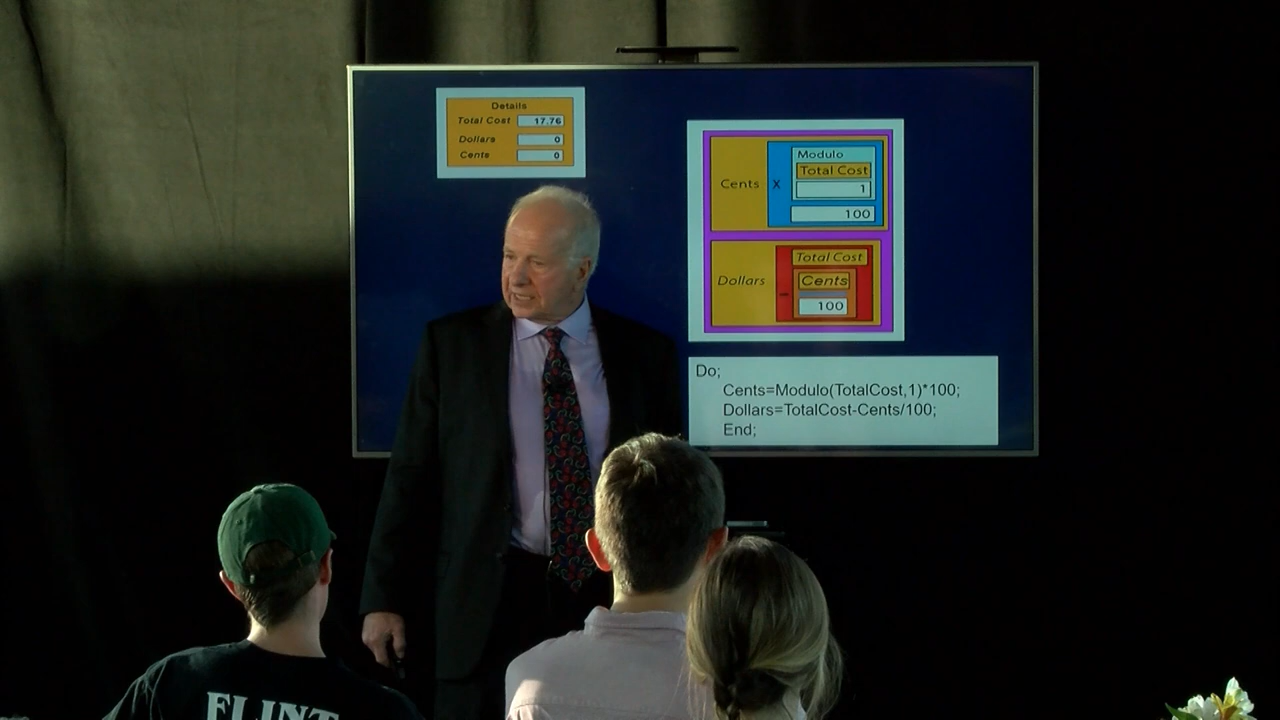 Details
Total Cost 17.76
Dollars 0
Cents 0
Modulo
Total Cost
Cents X 1
100
Total Cost
Dollars - Cents
100
Do;
Cents=Modulo(TotalCost,1)*100;
Dollars=TotalCost-Cents/100;
End;
FLINT